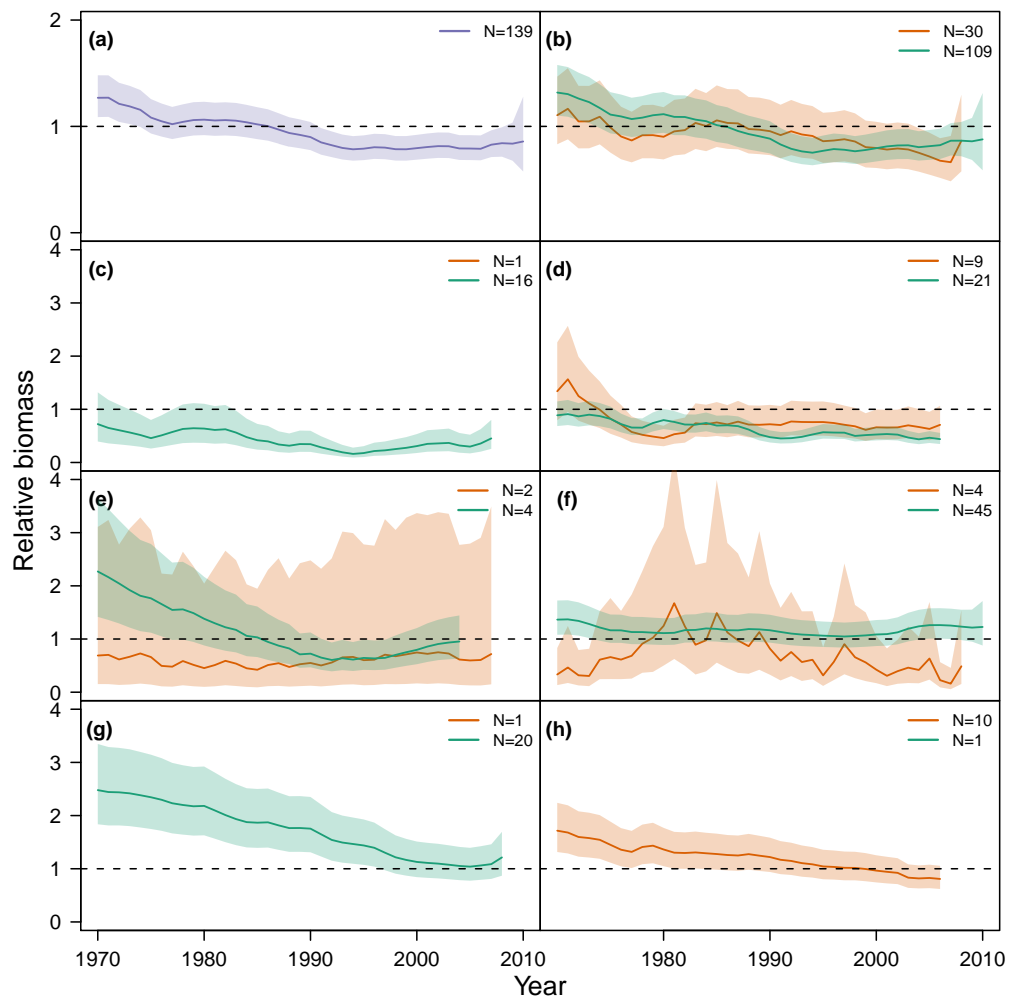 (a)
N=139
(b)
N=30
N=109
2
1
0
(c)
N=1
N=16
(d)
N=9
N=21
4
3
2
1
0
(e)
N=2
N=4
(f)
N=4
N=45
4
3
2
1
0
(g)
N=1
N=20
(h)
N=10
N=1
4
3
2
1
0
Relative biomass
1970 1980 1990 2000 2010
1980 1990 2000 2010
Year